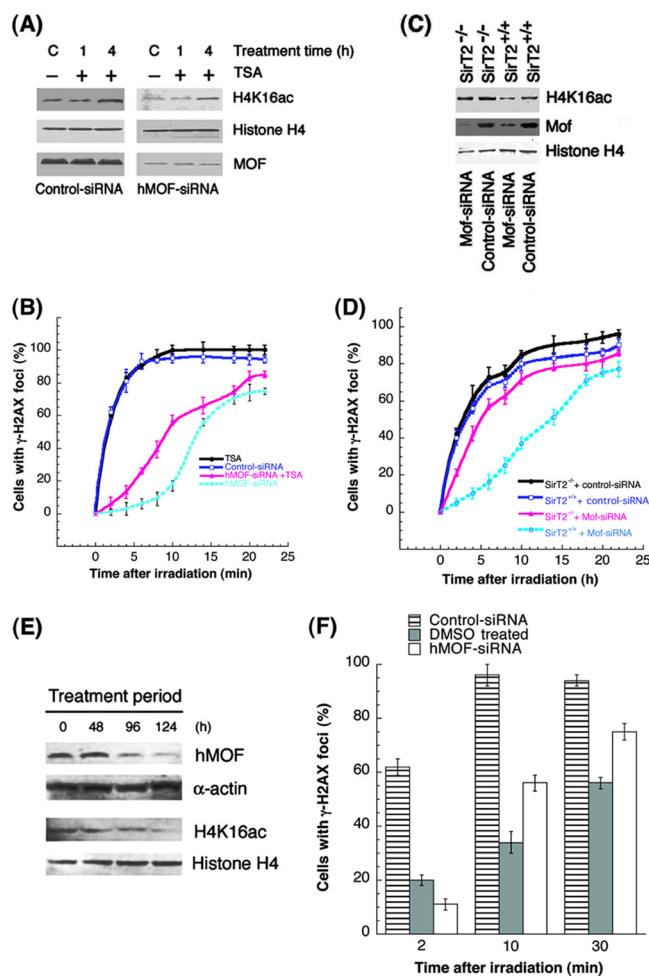 (A)
C 1 4 C 1 4 Treatment time (h)
– + + – + + TSA
H4K16ac
Histone H4
MOF
Control-siRNA hMOF-siRNA
(C)
SirT2-/-
SirT2-/-
SirT2+/+
SirT2+/+
H4K16ac
Mof
Histone H4
Mof-siRNA
Control-siRNA
Mof-siRNA
Control-siRNA
(B)
Cells with γ-H2AX foci (%)
100
80
60
40
20
0
TSA
Control-siRNA
hMOF-siRNA +TSA
hMOF-siRNA
-5 0 5 10 15 20 25
Time after irradiation (min)
(D)
Cells with γ-H2AX foci (%)
100
80
60
40
20
0
SirT2-/-+ control-siRNA
SirT2+/+ + control-siRNA
SirT2-/-+ Mof-siRNA
SirT2+/+ + Mof-siRNA
-5 0 5 10 15 20 25
Time after irradiation (h)
(E)
Treatment period
0 48 96 124 (h)
hMOF
α-actin
H4K16ac
Histone H4
(F)
Control-siRNA
DMSO treated
hMOF-siRNA
Cells with γ-H2AX foci (%)
100
80
60
40
20
0
2 10 30
Time after irradiation (min)